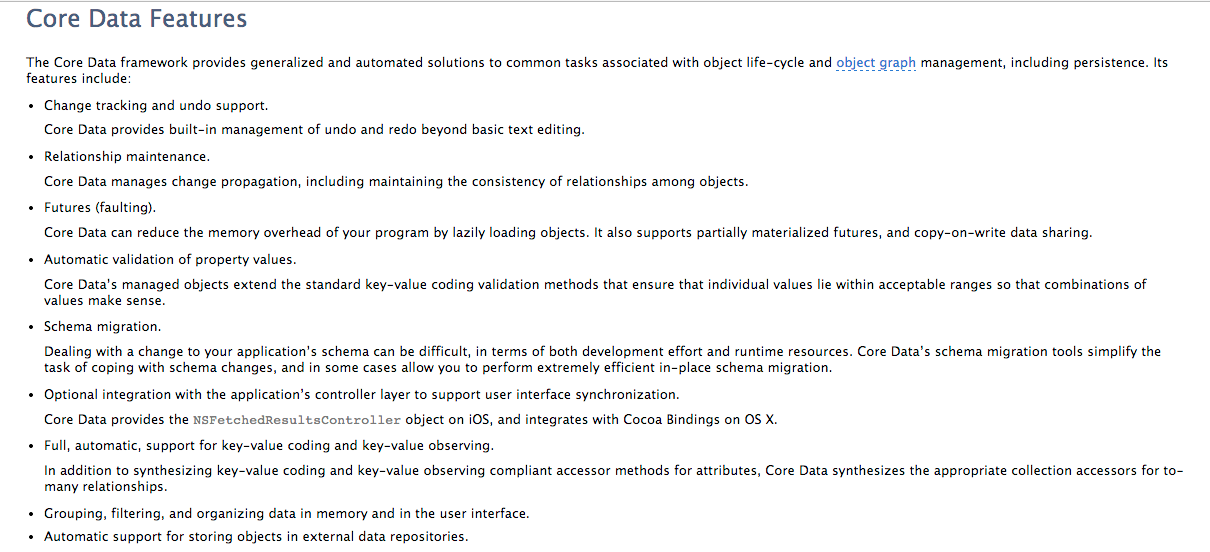 Core Data Features
The Core Data framework provides generalized and automated solutions to common tasks associated with object life-cycle and object graph management, including persistence. Its
features include:
• Change tracking and undo support.
Core Data provides built-in management of undo and redo beyond basic text editing.
• Relationship maintenance.
Core Data manages change propagation, including maintaining the consistency of relationships among objects.
• Futures (faulting).
Core Data can reduce the memory overhead of your program by lazily loading objects. It also supports partially materialized futures, and copy-on-write data sharing.
• Automatic validation of property values.
Core Data's managed objects extend the standard key-value coding validation methods that ensure that individual values lie within acceptable ranges so that combinations of
values make sense.
• Schema migration.
Dealing with a change to your application's schema can be difficult, in terms of both development effort and runtime resources. Core Data's schema migration tools simplify the
task of coping with schema changes, and in some cases allow you to perform extremely efficient in-place schema migration.
• Optional integration with the application's controller layer to support user interface synchronization.
Core Data provides the NSFetchedResultsController object on iOS, and integrates with Cocoa Bindings on OS X.
• Full, automatic, support for key-value coding and key-value observing.
In addition to synthesizing key-value coding and key-value observing compliant accessor methods for attributes, Core Data synthesizes the appropriate collection accessors for to-
many relationships.
• Grouping, filtering, and organizing data in memory and in the user interface.
• Automatic support for storing objects in external data repositories.